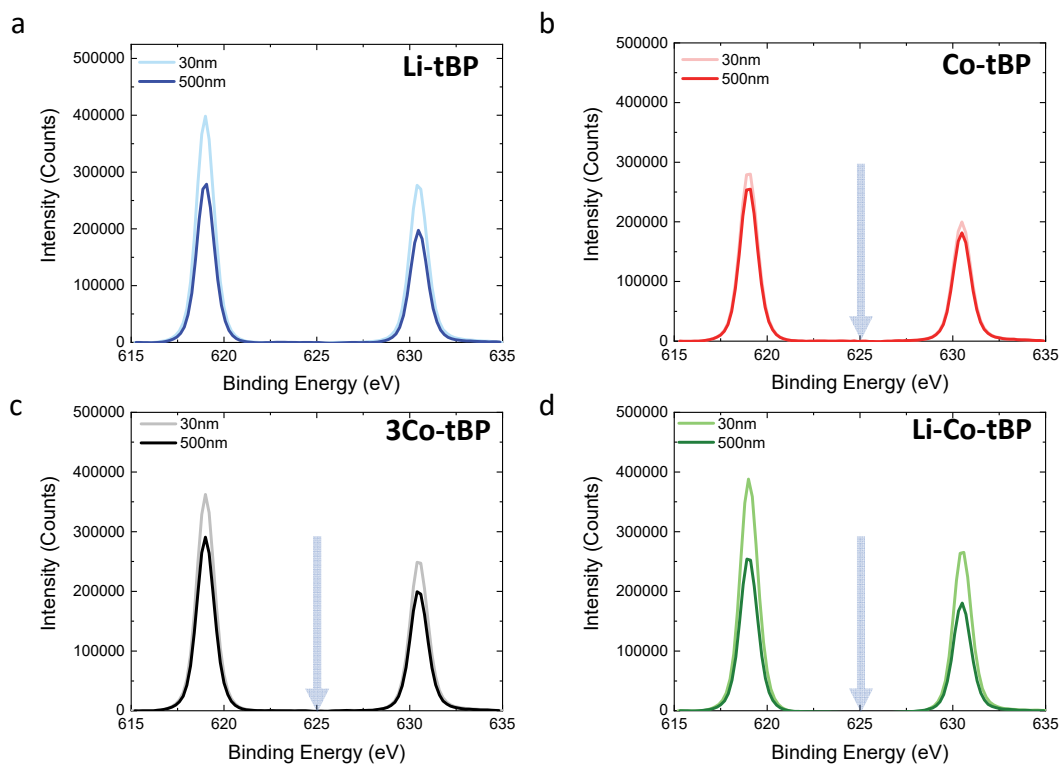 a
30nm
500nm
Li-tBP
500000
400000
300000
200000
100000
0
615
620
625
630
635
Intensity (Counts)
Binding Energy (eV)
b
30nm
500nm
Co-tBP
500000
400000
300000
200000
100000
0
615
620
625
630
635
Intensity (Counts)
Binding Energy (eV)
c
30nm
500nm
3Co-tBP
500000
400000
300000
200000
100000
0
615
620
625
630
635
Intensity (Counts)
Binding Energy (eV)
d
30nm
500nm
Li-Co-tBP
500000
400000
300000
200000
100000
0
615
620
625
630
635
Intensity (Counts)
Binding Energy (eV)